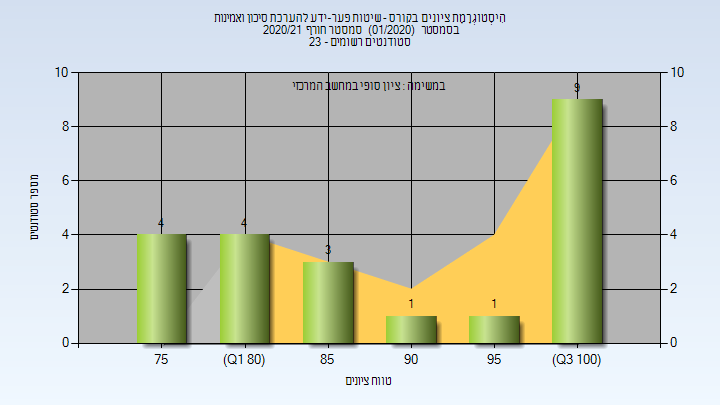 היסטוגרמת ציונים בקורס - שיטות פער-ידע להערכת סיכון ואמינות
בסמסטר (01/2020) סמסטר חורף 2020/21
סטודנטים רשומים - 23
במשימה : ציון סופי במחשב המרכזי
10 10
8 8
6 6
4 4
2 2
0 0
4 4 3 1 1 9
מספר סטודנטים
75 (Q1 80) 85 90 95 (Q3 100)
טווח ציונים